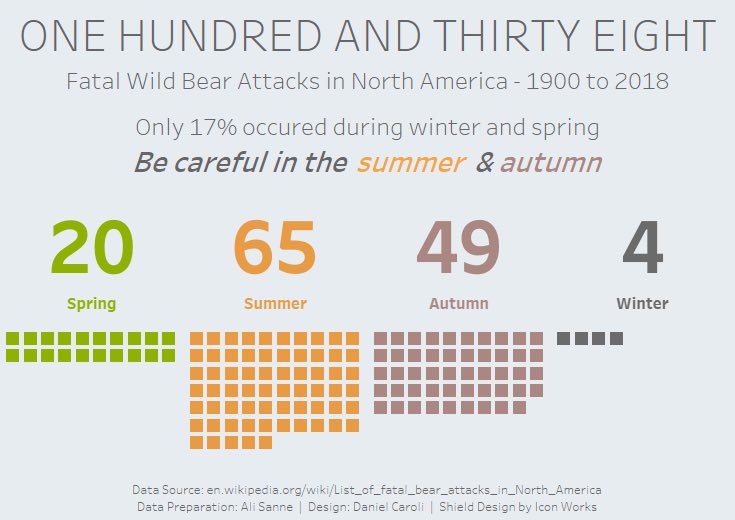 ONE HUNDRED AND THIRTY EIGHT
Fatal Wild Bear Attacks in North America - 1900 to 2018
Only 17% occured during winter and spring
Be careful in the summer & autumn
20 65 49 4
Spring Summer Autumn Winter
Data Source: en.wikipedia.org/wiki/List_of_fatal_bear_attacks_in_North_America
Data Preparation: Ali Sanne | Design: Daniel Caroli | Shield Design by Icon Works